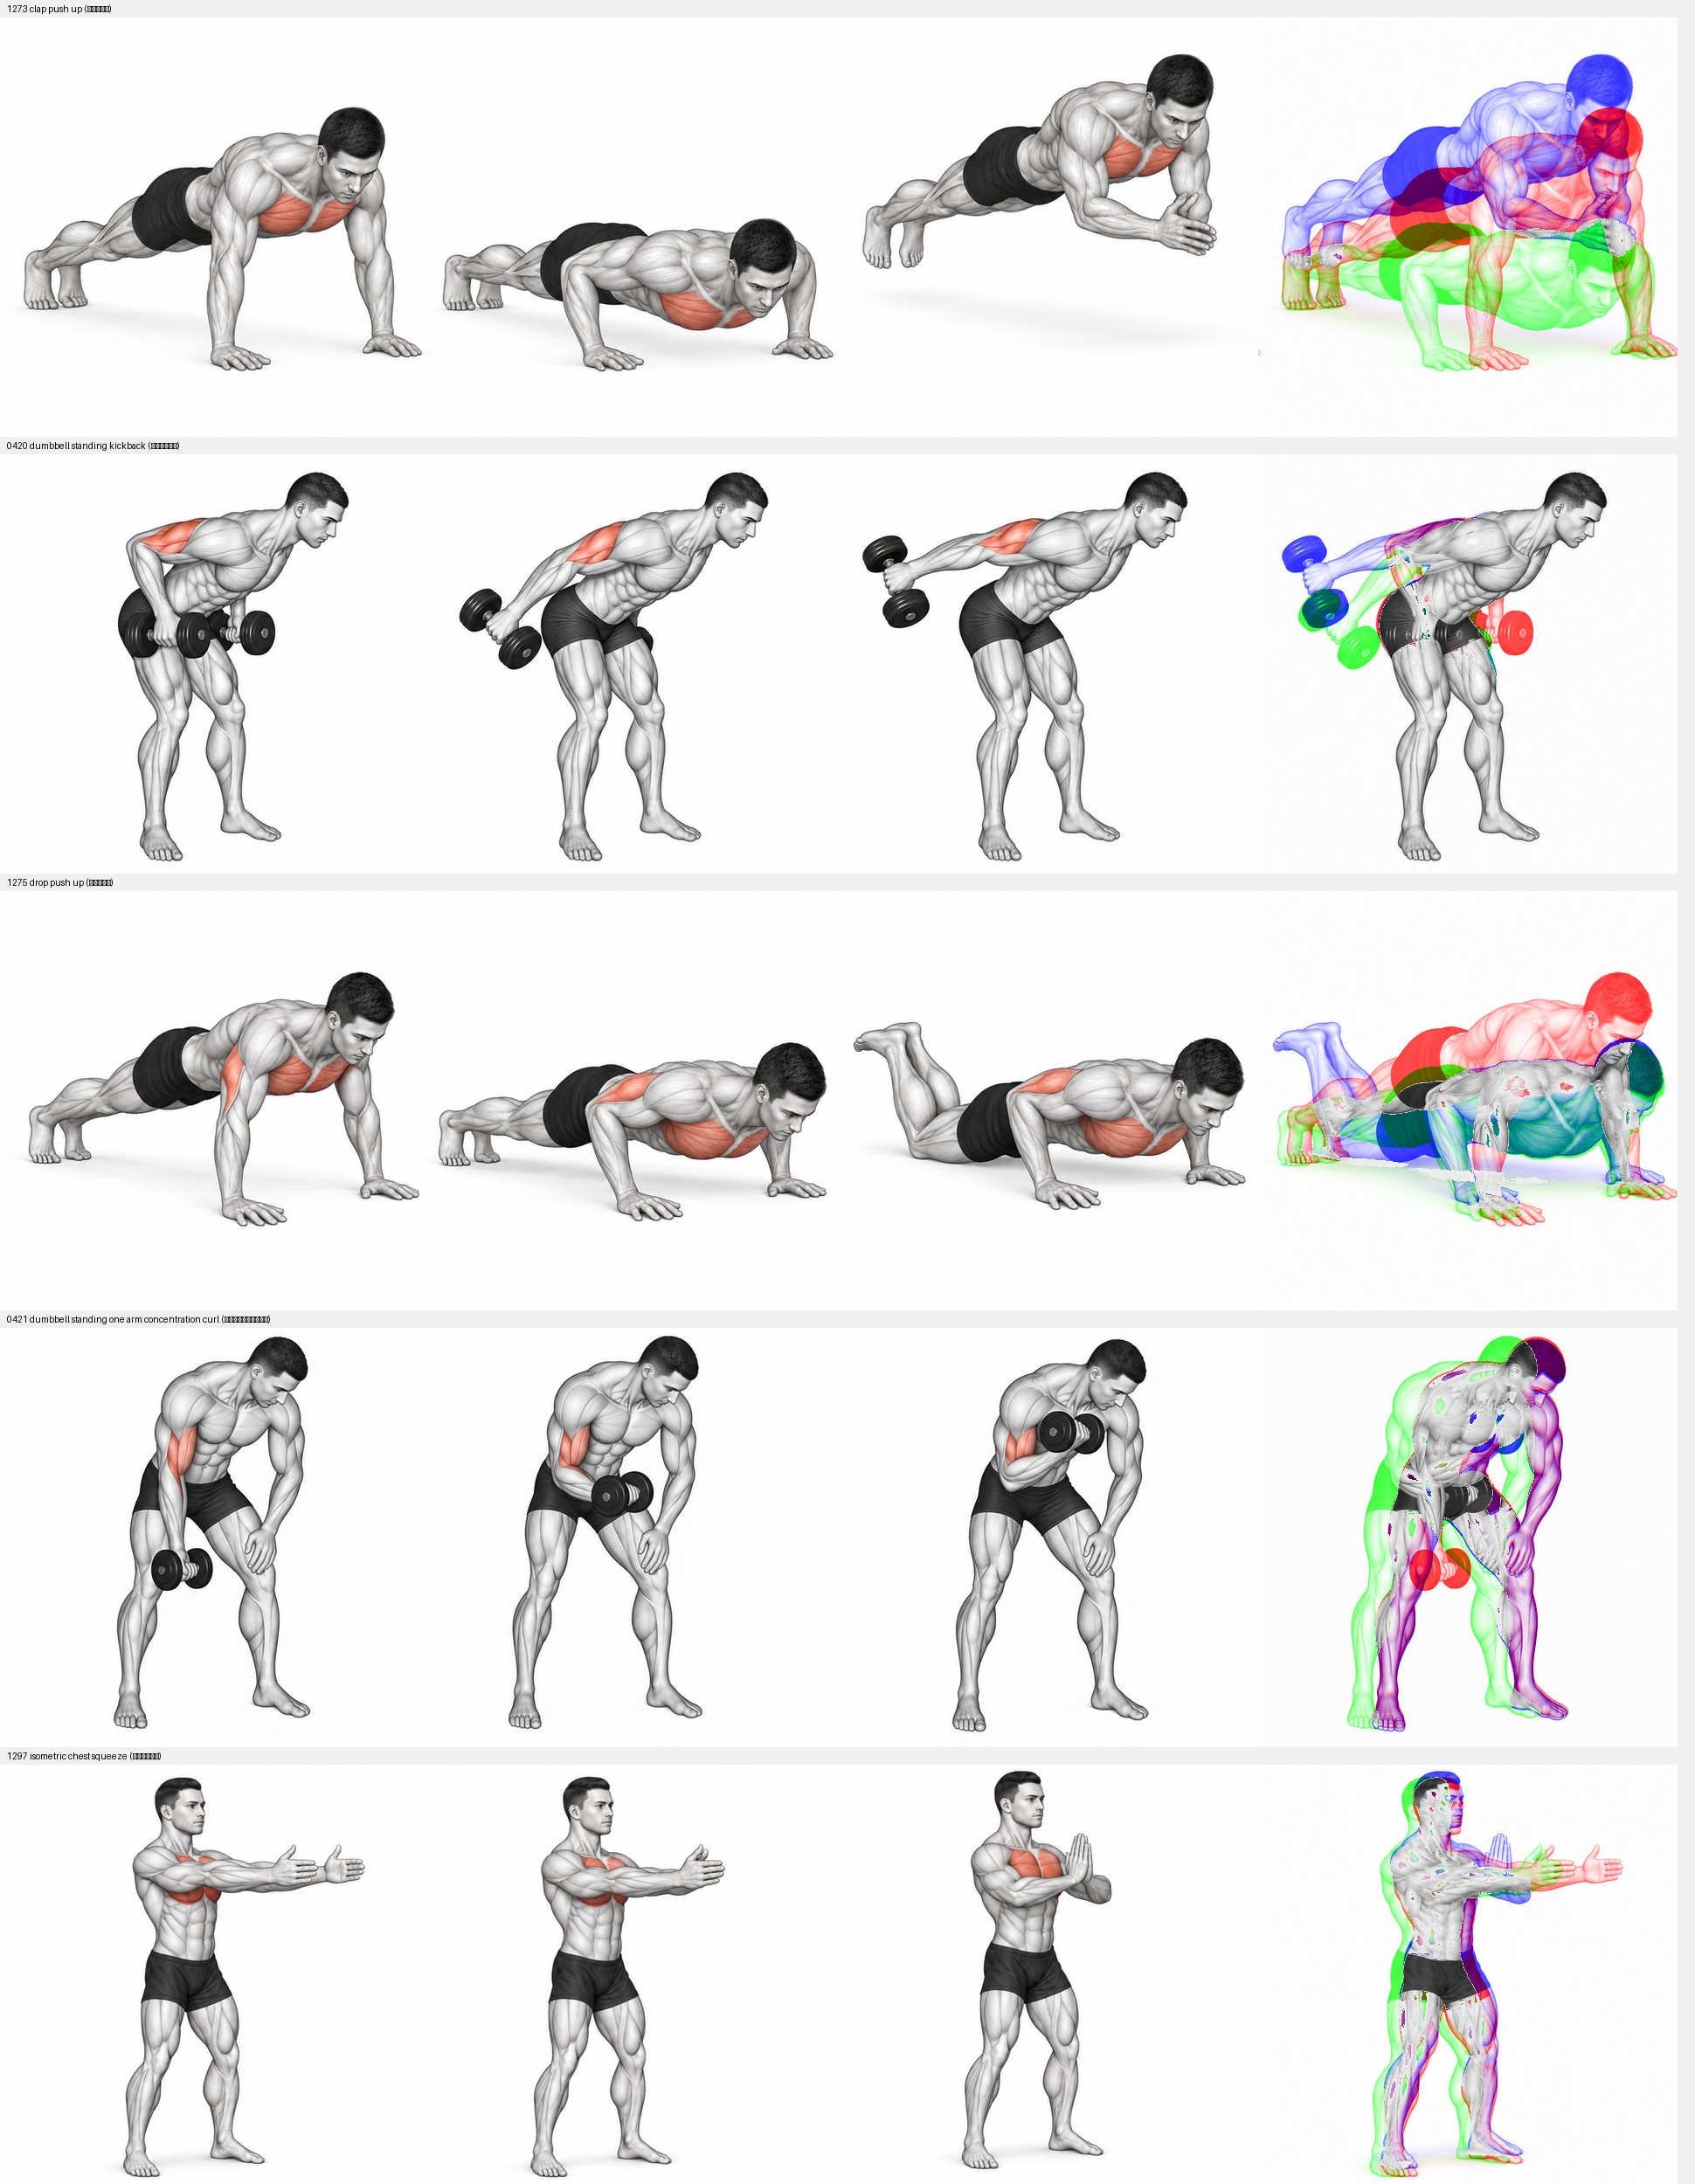 1273 clap push up
0420 dumbbell standing kickback
1275 drop push up
0421 dumbbell standing one arm concentration curl
1297 isometric chest squeeze